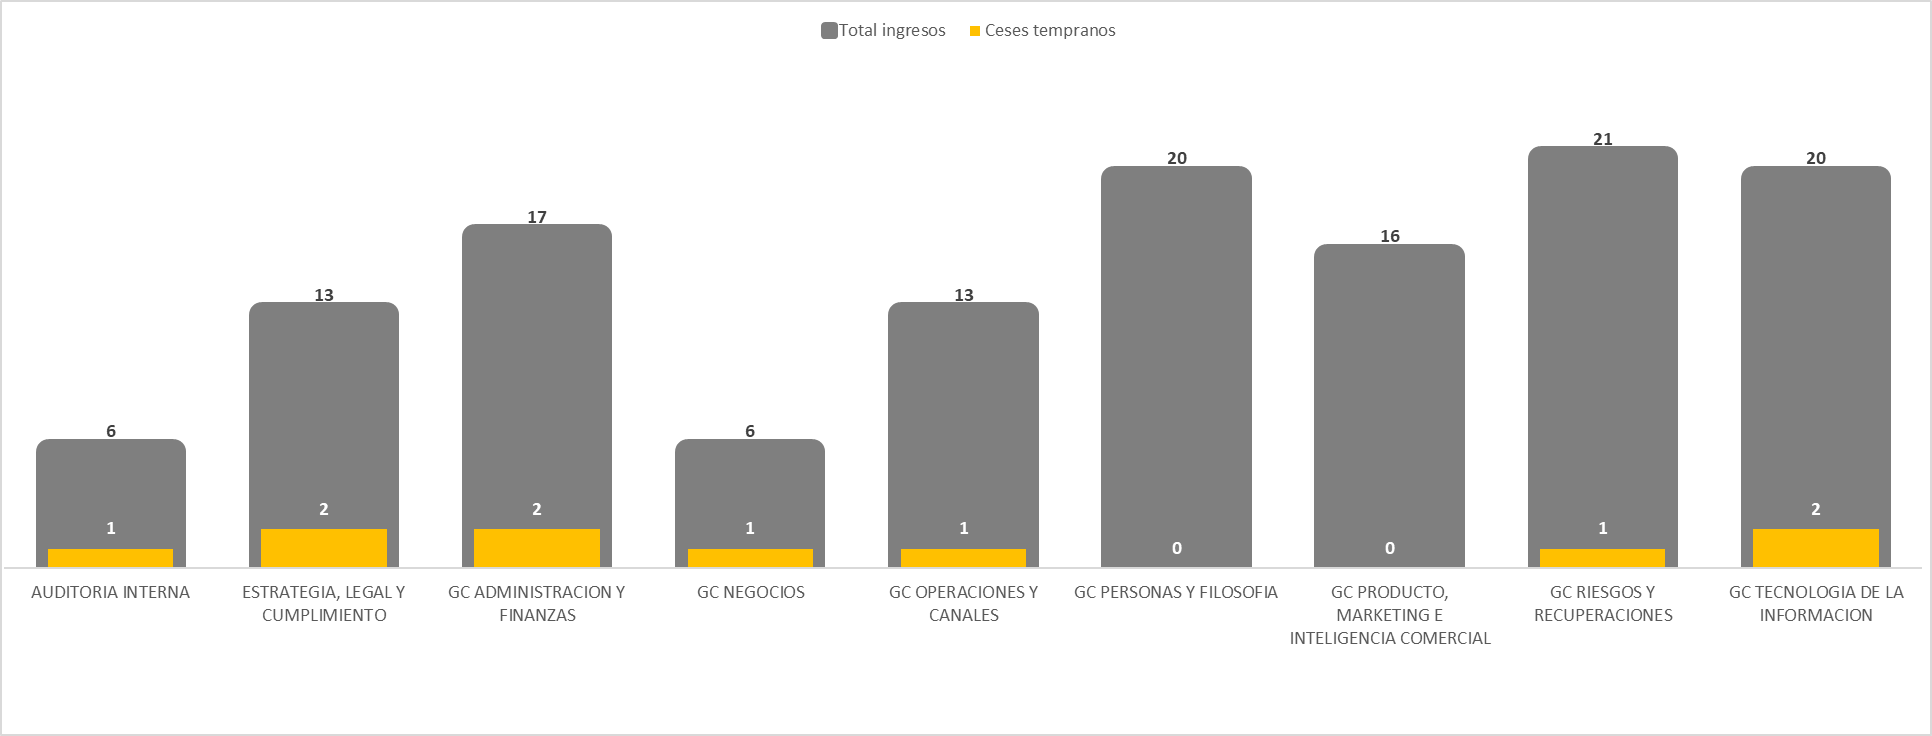 Total ingresos
Ceses tempranos
6
13
17
6
13
20
16
21
20
1
2
2
1
1
0
0
1
2
AUDITORIA INTERNA
ESTRATEGIA, LEGAL Y
CUMPLIMIENTO
GC ADMINISTRACION Y
FINANZAS
GC NEGOCIOS
GC OPERACIONES Y
CANALES
GC PERSONAS Y FILOSOFIA
GC PRODUCTO,
MARKETING E
INTELIGENCIA COMERCIAL
GC RIESGOS Y
RECUPERACIONES
GC TECNOLOGIA DE LA
INFORMACION